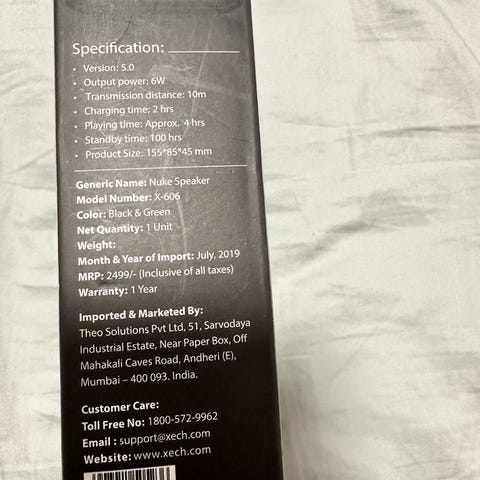 Specification:
• Version: 5.0
• Output power: 6W
• Transmission distance: 10m
• Charging time: 2 hrs
• Playing time: Approx. 4 hrs
• Standby time: 100 hrs
• Product Size: 155*85*45 mm
Generic Name: Nuke Speaker
Model Number: X-606
Color: Black & Green
Net Quantity: 1 Unit
Weight:
Month & Year of Import: July, 2019
MRP: 2499/- (Inclusive of all taxes)
Warranty: 1 Year
Imported & Marketed By:
Theo Solutions Pvt Ltd, 51, Sarvodaya
Industrial Estate, Near Paper Box, Off
Mahakali Caves Road, Andheri (E),
Mumbai – 400 093. India.
Customer Care:
Toll Free No: 1800-572-9962
Email : support@xech.com
Website: www.xech.com